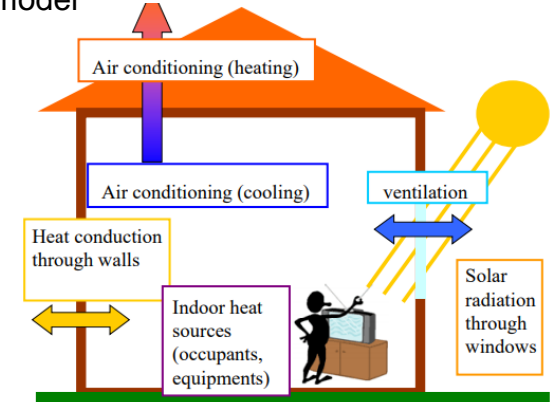 model
Air conditioning (heating)
Air conditioning (cooling)
ventilation
Heat conduction
through walls
Indoor heat
sources
(occupants,
equipments)
Solar
radiation
through
windows